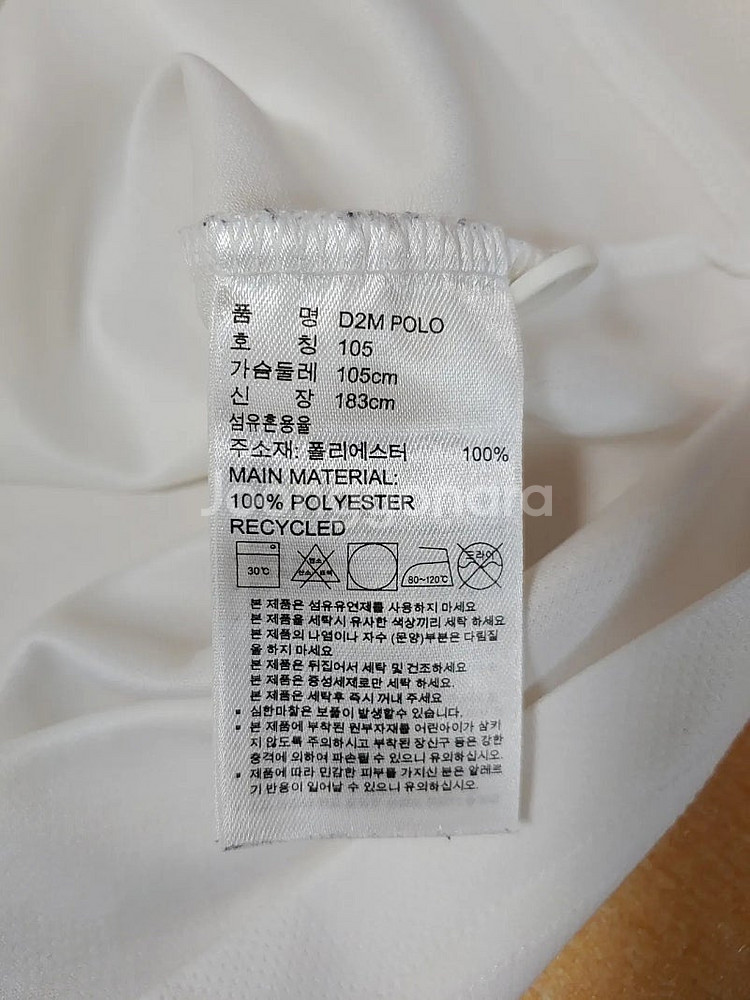 품 명 D2M POLO
호 칭 105
가슴둘레 105cm
신 장 183cm
섬유혼용율
주소재: 폴리에스터 100%
MAIN MATERIAL:
100% POLYESTER
RECYCLED
30℃ 염소 산소·표백 80~120℃ 드라이
본 제품은 섬유유연제를 사용하지 마세요
본 제품을 세탁시 유사한 색상끼리 세탁 하세요
본 제품의 나염이나 자수 (문양)부분은 다림질
을 하지 마세요
본 제품은 뒤집어서 세탁 및 건조하세요
본 제품은 중성세제로만 세탁 하세요.
본 제품은 세탁후 즉시 꺼내 주세요
▪ 심한마찰은 보풀이 발생할수 있습니다.
▪ 본 제품에 부착된 원부자재를 어린아이가 삼키
지 않도록 주의하시고 부착된 장신구 등은 강한
충격에 의하여 파손될 수 있으니 유의하십시오.
▪ 제품에 따라 민감한 피부를 가지신 분은 알레르
기 반응이 일어날 수 있으니 유의하십시오.